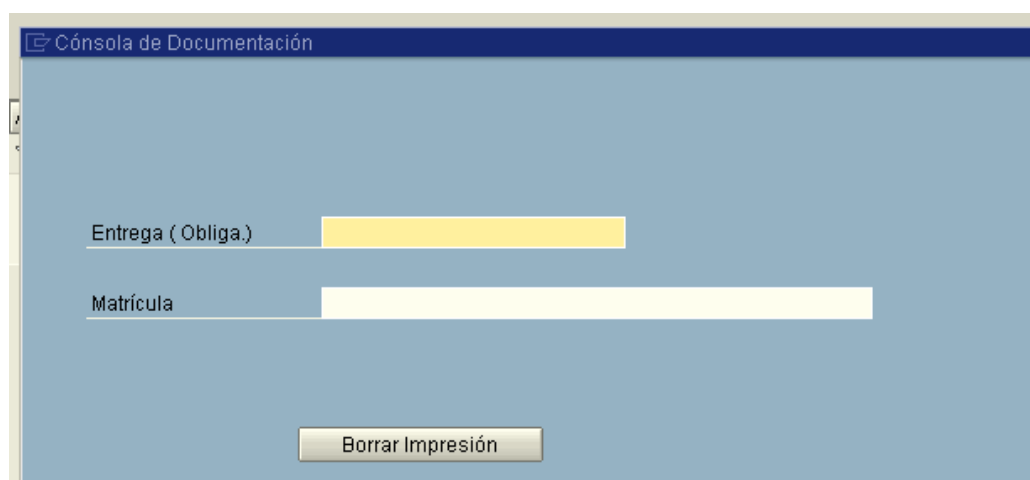 Cónsola de Documentación
Entrega ( Obliga.)
Matrícula
Borrar Impresión